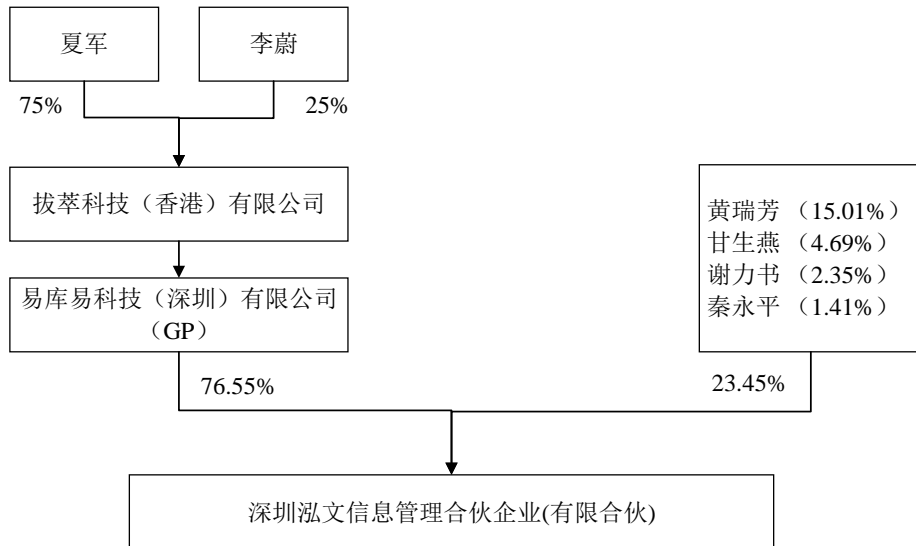 夏军
李蔚
75%
25%
拔萃科技（香港）有限公司
易库易科技（深圳）有限公司
（GP）
黄瑞芳 （15.01%）
甘生燕（4.69%）
谢力书（2.35%）
秦永平（1.41%）
76.55%
23.45%
深圳泓文信息管理合伙企业(有限合伙)